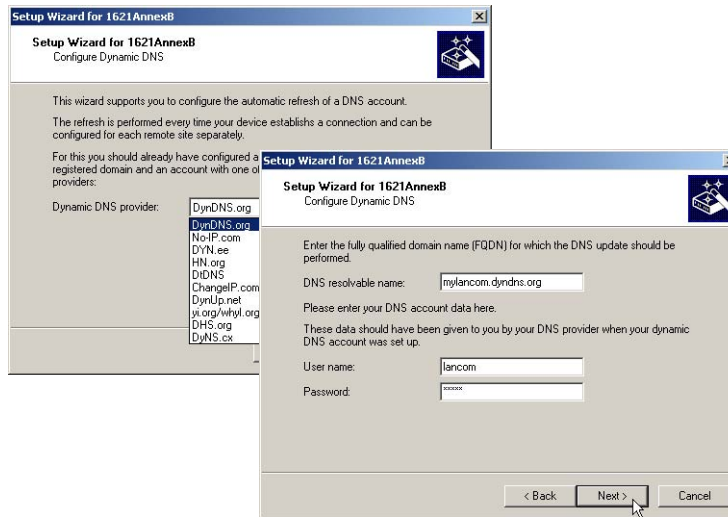 Setup Wizard for 1621AnnexB
Setup Wizard for 1621AnnexB
Configure Dynamic DNS
This wizard supports you to configure the automatic refresh of a DNS account.
The refresh is performed every time your device establishs a connection and can be
configured for each remote site separately.
For this you should already have configured a
registered domain and an account with one of
providers:
Dynamic DNS provider:
DynDNS.org
DynDNS.org
No-IP.com
DYN.ee
HN.org
DtDNS
ChangeIP.com
DynUp.net
yi.org/whyI.org
DHS.org
DyNS.cx
Setup Wizard for 1621AnnexB
Setup Wizard for 1621AnnexB
Configure Dynamic DNS
Enter the fully qualified domain name (FQDN) for which the DNS update should be
performed.
DNS resolvable name: mylancom.dyndns.org
Please enter your DNS account data here.
These data should have been given to you by your DNS provider when your dynamic
DNS account was set up.
User name: lancom
Password: xxxxx
< Back Next > Cancel